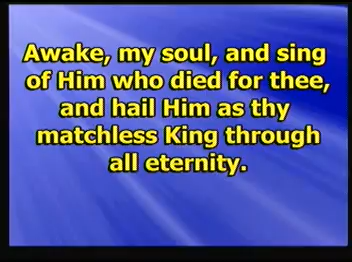 Awake, my soul, and sing
of Him who died for thee,
and hail Him as thy
matchless King through
all eternity.